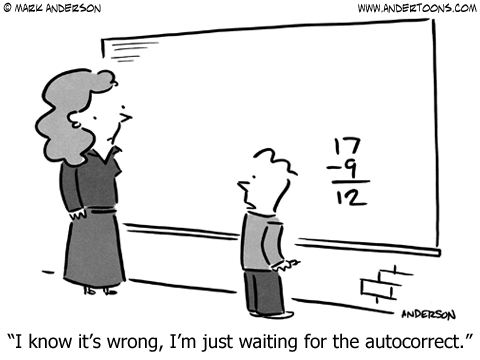 © MARK ANDERSON
WWW.ANDERTOONS.COM
17
-9
12
ANDERSON
“I know it’s wrong, I’m just waiting for the autocorrect.”